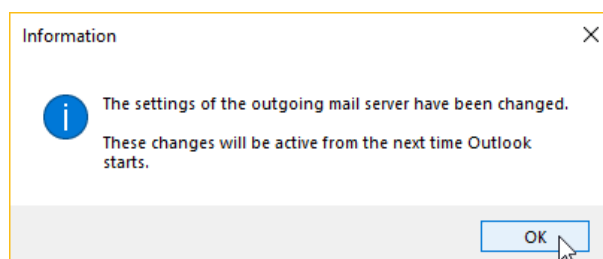 Information
The settings of the outgoing mail server have been changed.
These changes will be active from the next time Outlook
starts.
OK